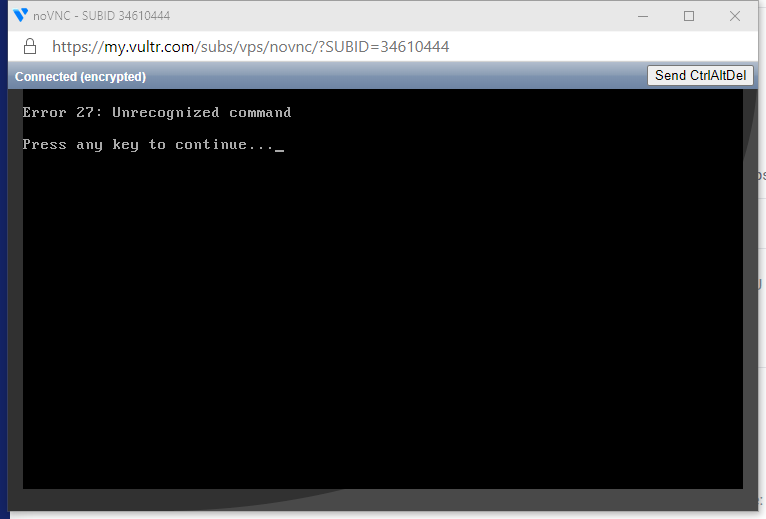 noVNC - SUBID 34610444
https://my.vultr.com/subs/vps/novnc/?SUBID=34610444
Connected (encrypted)
Send CtrlAltDel
Error 27: Unrecognized command
Press any key to continue..._